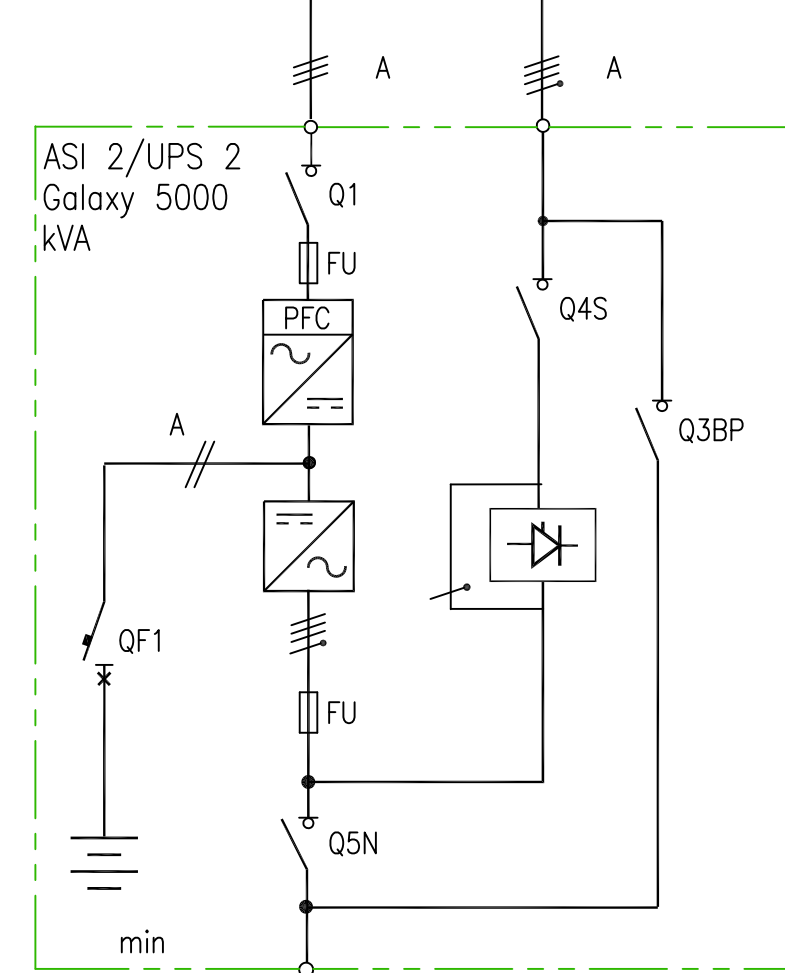 A
A
ASI 2/UPS 2
Galaxy 5000
kVA
Q1
FU
PFC
Q4S
A
Q3BP
QF1
FU
Q5N
min